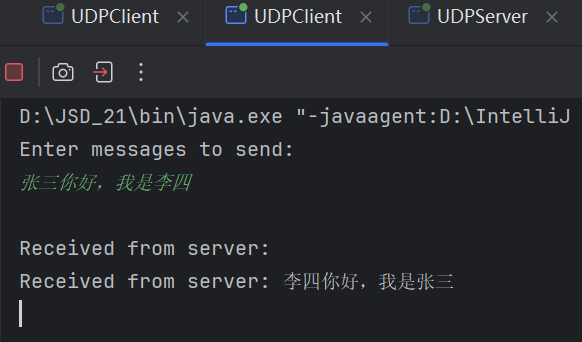 UDPClient UDPClient UDPServer
D:\JSD_21\bin\java.exe "-javaagent:D:\IntelliJ
Enter messages to send:
张三你好，我是李四
Received from server:
Received from server: 李四你好，我是张三